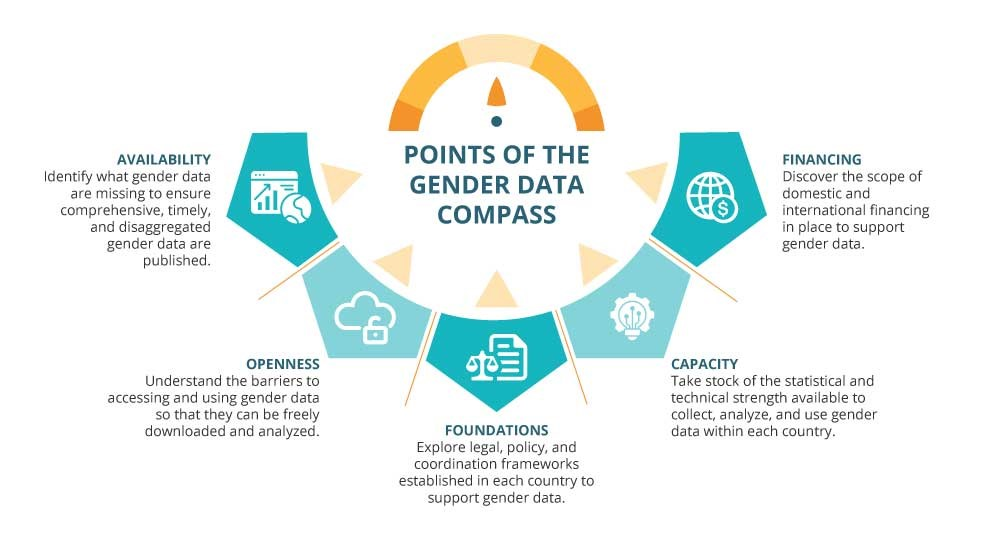 POINTS OF THE
GENDER DATA
COMPASS
AVAILABILITY
Identify what gender data
are missing to ensure
comprehensive, timely,
and disaggregated
gender data are
published.
OPENNESS
Understand the barriers to
accessing and using gender data
so that they can be freely
downloaded and analyzed.
FOUNDATIONS
Explore legal, policy, and
coordination frameworks
established in each country to
support gender data.
CAPACITY
Take stock of the statistical and
technical strength available to
collect, analyze, and use gender
data within each country.
FINANCING
Discover the scope of
domestic and
international financing
in place to support
gender data.
$